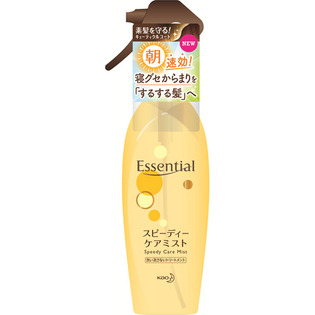 素髪を守る!
キューティクルコート
NEW
朝
速効!
寝グセからまりを
「するする髪」へ
Essential
スピーディー
ケアミスト
Speedy Care Mist
洗い流さないトリートメント
Kao